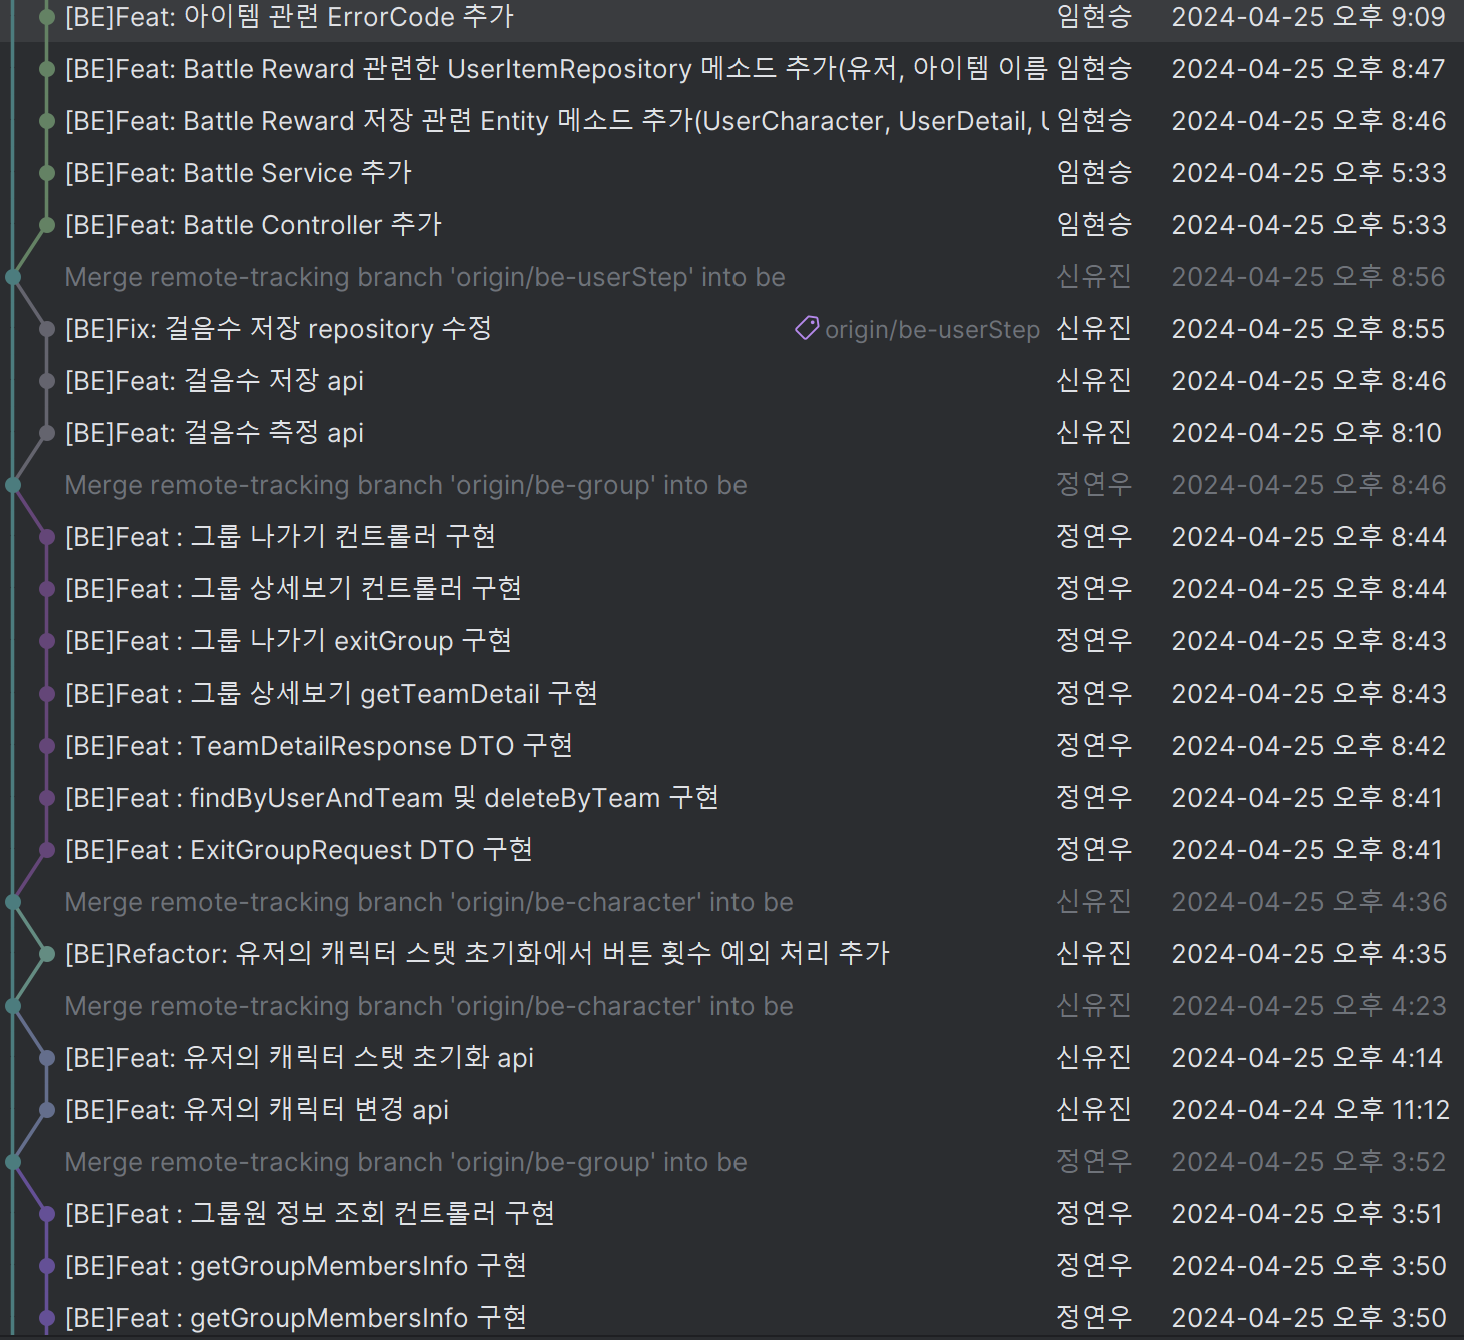 [BE]Feat: 아이템 관련 ErrorCode 추가 임현승 2024-04-25 오후 9:09
[BE]Feat: Battle Reward 관련한 UserItemRepository 메소드 추가(유저, 아이템 이름 임현승 2024-04-25 오후 8:47
[BE]Feat: Battle Reward 저장 관련 Entity 메소드 추가(UserCharacter, UserDetail, 임현승 2024-04-25 오후 8:46
[BE]Feat: Battle Service 추가 임현승 2024-04-25 오후 5:33
[BE]Feat: Battle Controller 추가 임현승 2024-04-25 오후 5:33
Merge remote-tracking branch 'origin/be-userStep' into be 신유진 2024-04-25 오후 8:56
[BE]Fix: 걸음수 저장 repository 수정 origin/be-userStep 신유진 2024-04-25 오후 8:55
[BE]Feat: 걸음수 저장 api 신유진 2024-04-25 오후 8:46
[BE]Feat: 걸음수 측정 api 신유진 2024-04-25 오후 8:10
Merge remote-tracking branch 'origin/be-group' into be 정연우 2024-04-25 오후 8:46
[BE]Feat : 그룹 나가기 컨트롤러 구현 정연우 2024-04-25 오후 8:44
[BE]Feat : 그룹 상세보기 컨트롤러 구현 정연우 2024-04-25 오후 8:44
[BE]Feat : 그룹 나가기 exitGroup 구현 정연우 2024-04-25 오후 8:43
[BE]Feat : 그룹 상세보기 getTeamDetail 구현 정연우 2024-04-25 오후 8:43
[BE]Feat : TeamDetailResponse DTO 구현 정연우 2024-04-25 오후 8:42
[BE]Feat : findByUserAndTeam 및 deleteByTeam 구현 정연우 2024-04-25 오후 8:41
[BE]Feat : ExitGroupRequest DTO 구현 정연우 2024-04-25 오후 8:41
Merge remote-tracking branch 'origin/be-character' into be 신유진 2024-04-25 오후 4:36
[BE]Refactor: 유저의 캐릭터 스탯 초기화에서 버튼 횟수 예외 처리 추가 신유진 2024-04-25 오후 4:35
Merge remote-tracking branch 'origin/be-character' into be 신유진 2024-04-25 오후 4:23
[BE]Feat: 유저의 캐릭터 스탯 초기화 api 신유진 2024-04-25 오후 4:14
[BE]Feat: 유저의 캐릭터 변경 api 신유진 2024-04-24 오후 11:12
Merge remote-tracking branch 'origin/be-group' into be 정연우 2024-04-25 오후 3:52
[BE]Feat : 그룹원 정보 조회 컨트롤러 구현 정연우 2024-04-25 오후 3:51
[BE]Feat : getGroupMembersInfo 구현 정연우 2024-04-25 오후 3:50
[BE]Feat : getGroupMembersInfo 구현 정연우 2024-04-25 오후 3:50